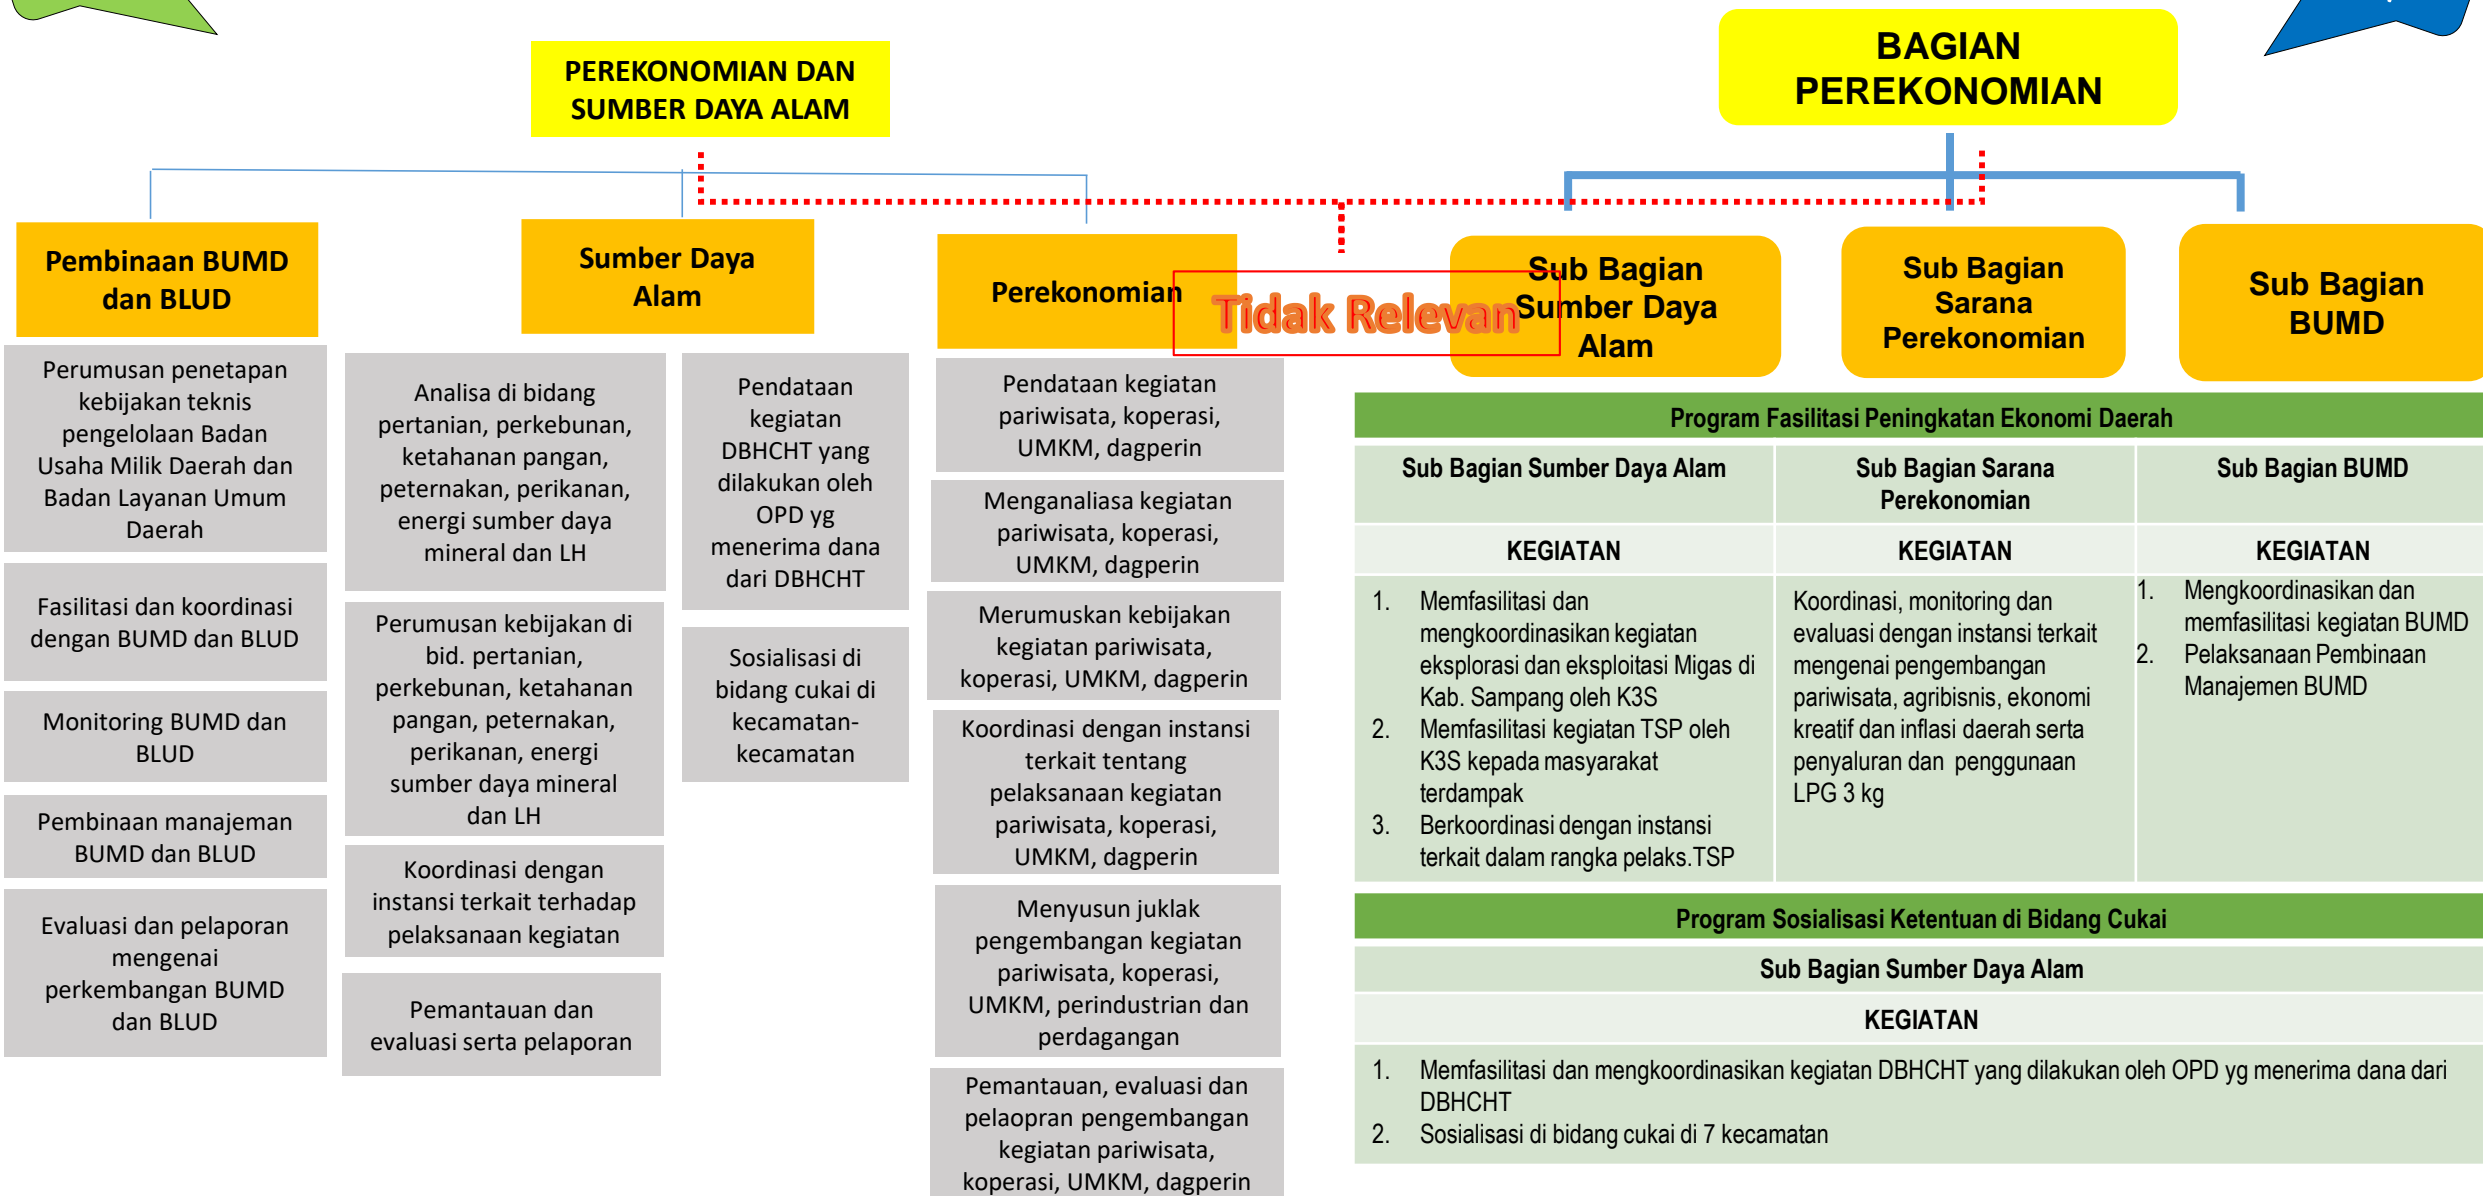 PEREKONOMIAN DAN
SUMBER DAYA ALAM
Pembinaan BUMD
dan BLUD
Perumusan penetapan
kebijakan teknis
pengelolaan Badan
Usaha Milik Daerah dan
Badan Layanan Umum
Daerah
Fasilitasi dan koordinasi
dengan BUMD dan BLUD
Monitoring BUMD dan
BLUD
Pembinaan manajeman
BUMD dan BLUD
Evaluasi dan pelaporan
mengenai
perkembangan BUMD
dan BLUD
Sumber Daya
Alam
Analisa di bidang
pertanian, perkebunan,
ketahanan pangan,
peternakan, perikanan,
energi sumber daya
mineral dan LH
Perumusan kebijakan di
bid. pertanian,
perkebunan, ketahanan
pangan, peternakan,
perikanan, energi
sumber daya mineral
dan LH
Koordinasi dengan
instansi terkait terhadap
pelaksanaan kegiatan
Pemantauan dan
evaluasi serta pelaporan
Pendataan
kegiatan
DBHCHT yang
dilakukan oleh
OPD yg
menerima dana
dari DBHCHT
Sosialisasi di
bidang cukai di
kecamatan-
kecamatan
Perekonomian
Pendataan kegiatan
pariwisata, koperasi,
UMKM, dagperin
Menganaliasa kegiatan
pariwisata, koperasi,
UMKM, dagperin
Merumuskan kebijakan
kegiatan pariwisata,
koperasi, UMKM, dagperin
Koordinasi dengan instansi
terkait tentang
pelaksanaan kegiatan
pariwisata, koperasi,
UMKM, dagperin
Menyusun juklak
pengembangan kegiatan
pariwisata, koperasi,
UMKM, perindustrian dan
perdagangan
Pemantauan, evaluasi dan
pelaopran pengembangan
kegiatan pariwisata,
koperasi, UMKM, dagperin
Tidak Relevan
BAGIAN
PEREKONOMIAN
Sub Bagian
Sumber Daya
Alam
Sub Bagian
Sarana
Perekonomian
Sub Bagian
BUMD
Program Fasilitasi Peningkatan Ekonomi Daerah
Sub Bagian Sumber Daya Alam
Sub Bagian Sarana
Perekonomian
Sub Bagian BUMD
KEGIATAN
KEGIATAN
KEGIATAN
1. Memfasilitasi dan
mengkoordinasikan kegiatan
eksplorasi dan eksploitasi Migas di
Kab. Sampang oleh K3S
2. Memfasilitasi kegiatan TSP oleh
K3S kepada masyarakat
terdampak
3. Berkoordinasi dengan instansi
terkait dalam rangka pelaks.TSP
Koordinasi, monitoring dan
evaluasi dengan instansi terkait
mengenai pengembangan
pariwisata, agribisnis, ekonomi
kreatif dan inflasi daerah serta
penyaluran dan penggunaan
LPG 3 kg
1. Mengkoordinasikan dan
memfasilitasi kegiatan BUMD
2. Pelaksanaan Pembinaan
Manajemen BUMD
Program Sosialisasi Ketentuan di Bidang Cukai
Sub Bagian Sumber Daya Alam
KEGIATAN
1. Memfasilitasi dan mengkoordinasikan kegiatan DBHCHT yang dilakukan oleh OPD yg menerima dana dari
DBHCHT
2. Sosialisasi di bidang cukai di 7 kecamatan